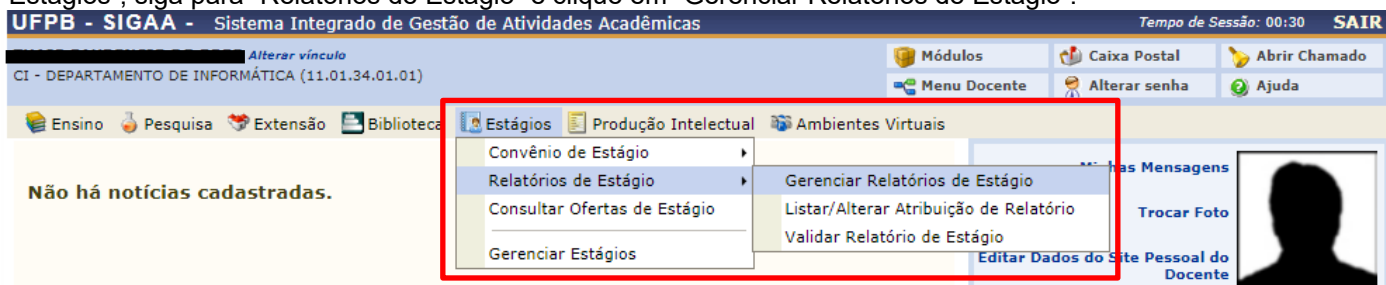 Estágios", siga para "Relatórios de Estágio" e clique em "Gerenciar Relatórios de Estágio".
UFPB - SIGAA - Sistema Integrado de Gestão de Atividades Acadêmicas Tempo de Sessão: 00:30 SAIR
Alterar vínculo
CI - DEPARTAMENTO DE INFORMÁTICA (11.01.34.01.01)
Módulos Caixa Postal Abrir Chamado
Menu Docente Alterar senha Ajuda
Ensino Pesquisa Extensão Biblioteca Estágios Produção Intelectual Ambientes Virtuais
Convênio de Estágio
Relatórios de Estágio
Consultar Ofertas de Estágio
Gerenciar Estágios
Gerenciar Relatórios de Estágio
Listar/Alterar Atribuição de Relatório
Validar Relatório de Estágio
Não há notícias cadastradas.
Minhas Mensagens
Trocar Foto
Editar Dados do Site Pessoal do
Docente